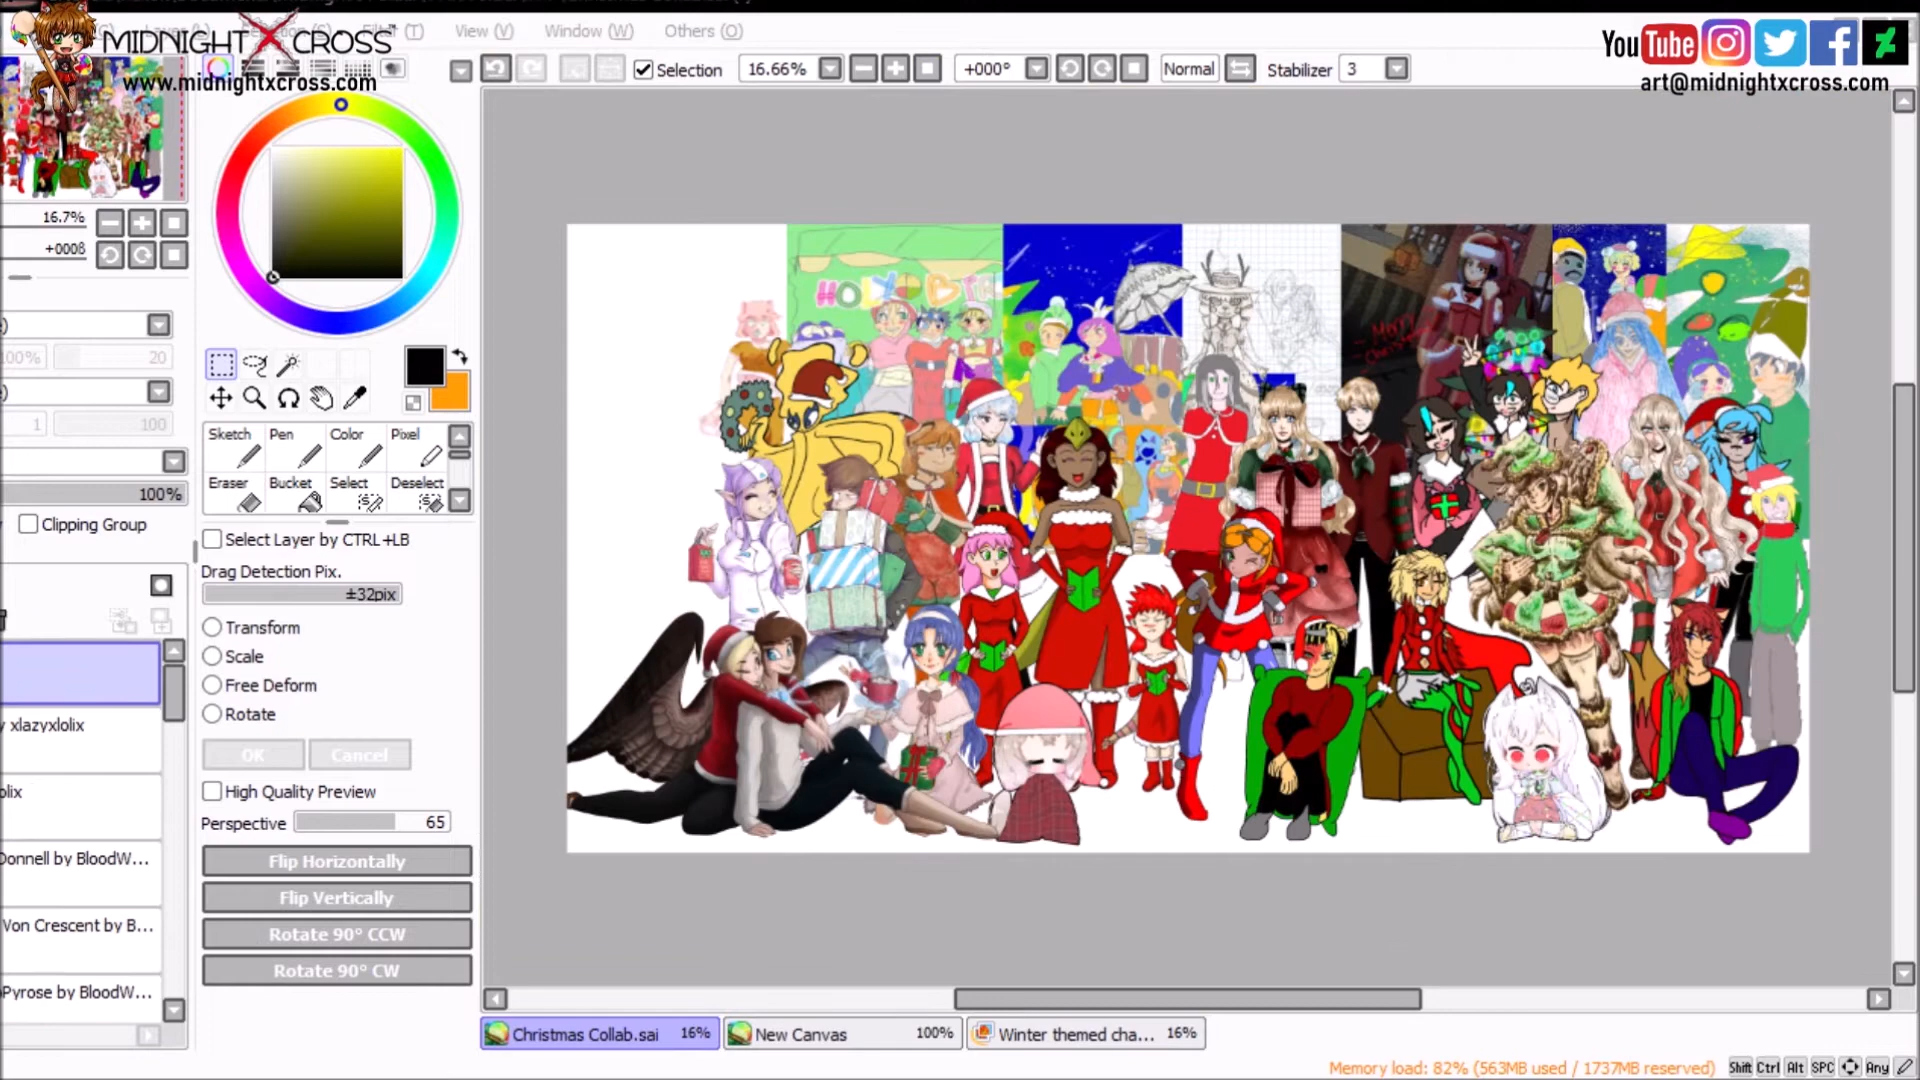 View (V) Window (W) Others (O)
MIDNIGHT X CROSS
www.midnightxcross.com
You Tube
art@midnightxcross.com
Selection 16.66% +000° Normal Stabilizer 3
16.7%
+000ß
100% 20
1 100
100%
Clipping Group
Sketch Pen Color Pixel
Eraser Bucket Select Deselect
Select Layer by CTRL+LB
Drag Detection Pix.
±32pix
Transform
Scale
Free Deform
Rotate
OK Cancel
High Quality Preview
Perspective 65
Flip Horizontally
Flip Vertically
Rotate 90° CCW
Rotate 90° CW
y xlazyxlolix
olix
Donnell by BloodW...
Von Crescent by B...
Pyrose by BloodW...
Merry
Christmas
Christmas Collab.sai 16% New Canvas 100% Winter themed cha... 16%
Memory load: 82% (563MB used / 1737MB reserved) Shift Ctrl Alt SPC Any